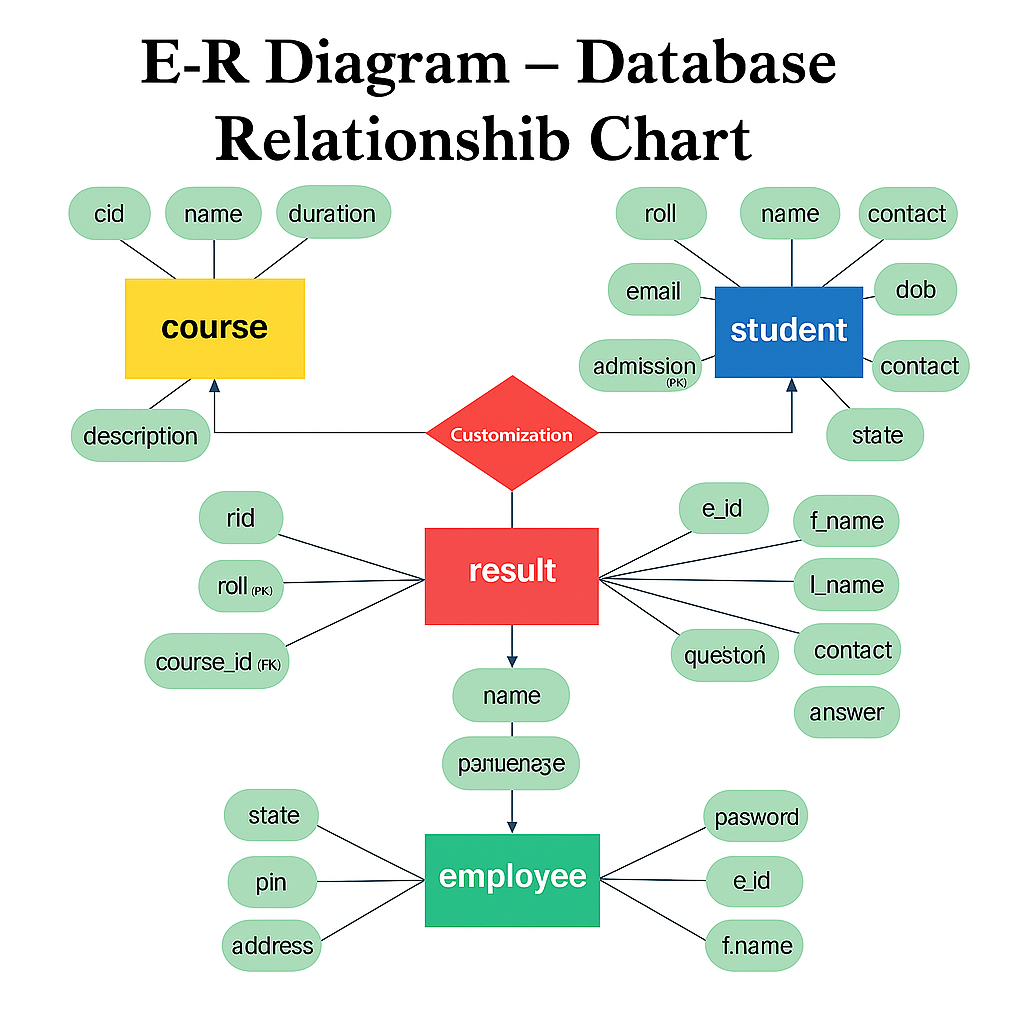 E-R Diagram – Database
Relationshib Chart
cid
name
duration
course
description
roll
name
contact
email
dob
student
admission
(PK)
contact
state
Customization
rid
roll (PK)
course_id (FK)
result
e_id
f_name
l_name
contact
answer
name
state
pin
address
employee
pasword
e_id
f.name